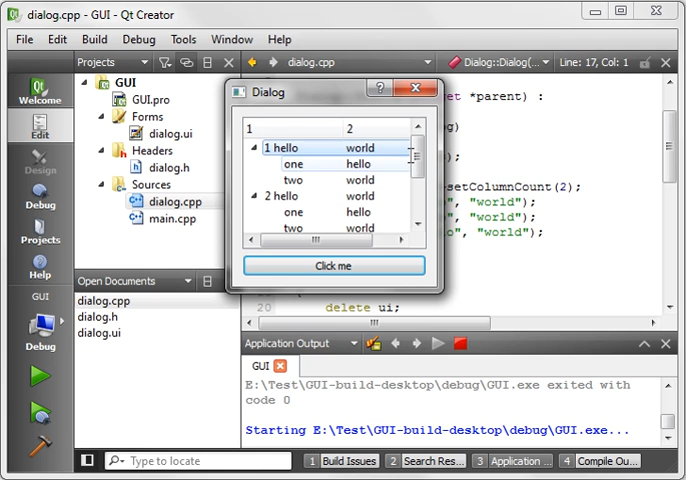 dialog.cpp - GUI - Qt Creator
File Edit Build Debug Tools Window Help
Projects
dialog.cpp
Dialog::Dialog(...
Line: 17, Col: 1
Welcome
Edit
Design
Debug
Projects
Help
GUI
Debug
GUI
GUI.pro
Forms
dialog.ui
Headers
dialog.h
Sources
dialog.cpp
main.cpp
Open Documents
dialog.cpp
dialog.h
dialog.ui
Dialog
1 2
1 hello world
one hello
two world
2 hello world
one hello
two world
Click me
et *parent) :
g)
);
setColumnCount(2);
", "world");
", "world");
o", "world");
20 delete ui;
Application Output
GUI
E:\Test\GUI-build-desktop\debug\GUI.exe exited with
code 0
Starting E:\Test\GUI-build-desktop\debug\GUI.exe...
Type to locate
1 Build Issues
2 Search Res...
3 Application ...
4 Compile Ou...